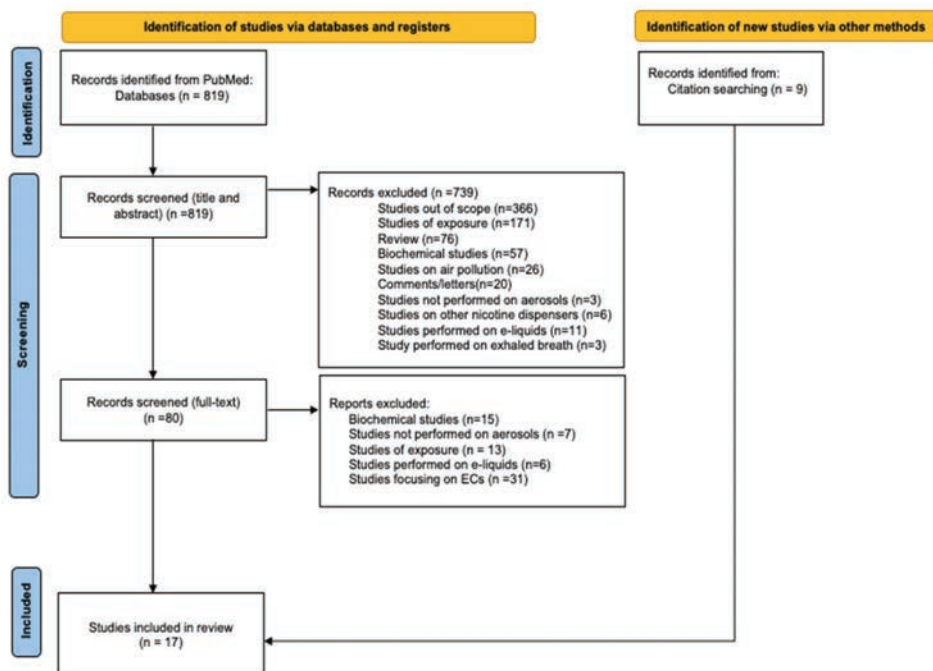 Identification of studies via databases and registers
Identification of new studies via other methods
Identification
Records identified from PubMed:
Databases (n = 819)
Records identified from:
Citation searching (n = 9)
Screening
Records screened (title and
abstract) (n =819)
Records excluded (n =739)
Studies out of scope (n=366)
Studies of exposure (n=171)
Review (n=76)
Biochemical studies (n=57)
Studies on air pollution (n=26)
Comments/letters(n=20)
Studies not performed on aerosols (n=3)
Studies on other nicotine dispensers (n=6)
Studies performed on e-liquids (n=11)
Study performed on exhaled breath (n=3)
Records screened (full-text)
(n =80)
Reports excluded:
Biochemical studies (n=15)
Studies not performed on aerosols (n =7)
Studies of exposure (n = 13)
Studies performed on e-liquids (n=6)
Studies focusing on ECs (n =31)
Included
Studies included in review
(n = 17)